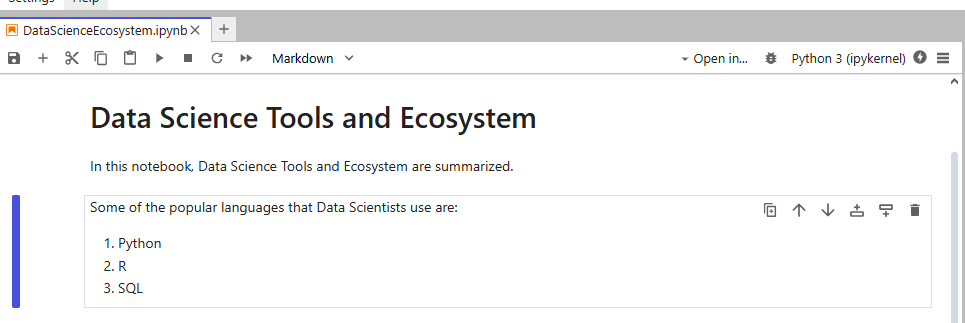 Settings Help
DataScienceEcosystem.ipynb
Markdown Open in... Python 3 (ipykernel)
Data Science Tools and Ecosystem
In this notebook, Data Science Tools and Ecosystem are summarized.
Some of the popular languages that Data Scientists use are:
1. Python
2. R
3. SQL